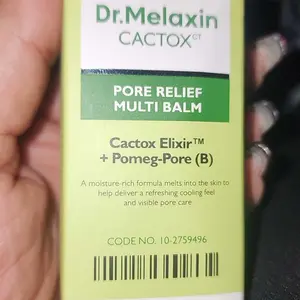 Dr.Melaxin
CACTOX CT
PORE RELIEF
MULTI BALM
Cactox Elixir™
+ Pomeg-Pore (B)
A moisture-rich formula melts into the skin to
help deliver a refreshing cooling feel
and visible pore care
CODE NO. 10-2759496